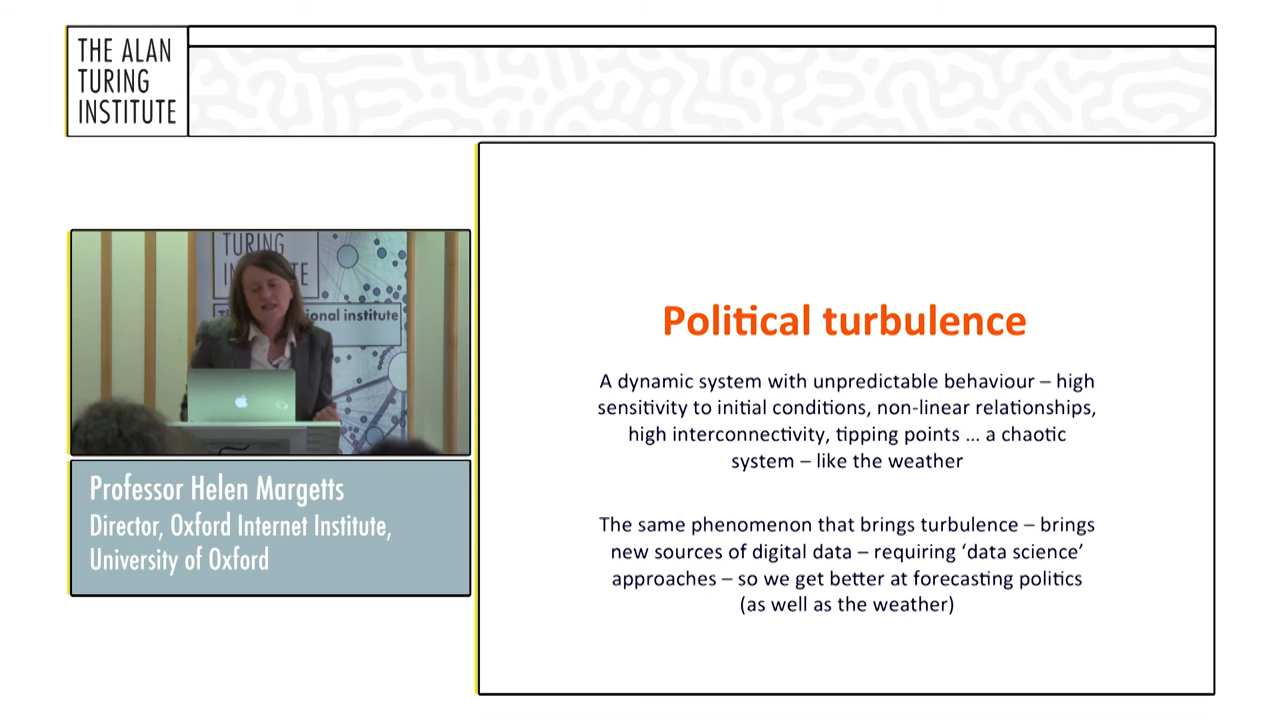 THE ALAN
TURING
INSTITUTE
TURING
ional institute
Professor Helen Margetts
Director, Oxford Internet Institute,
University of Oxford
Political turbulence
A dynamic system with unpredictable behaviour – high
sensitivity to initial conditions, non-linear relationships,
high interconnectivity, tipping points ... a chaotic
system – like the weather
The same phenomenon that brings turbulence – brings
new sources of digital data – requiring ‘data science’
approaches – so we get better at forecasting politics
(as well as the weather)